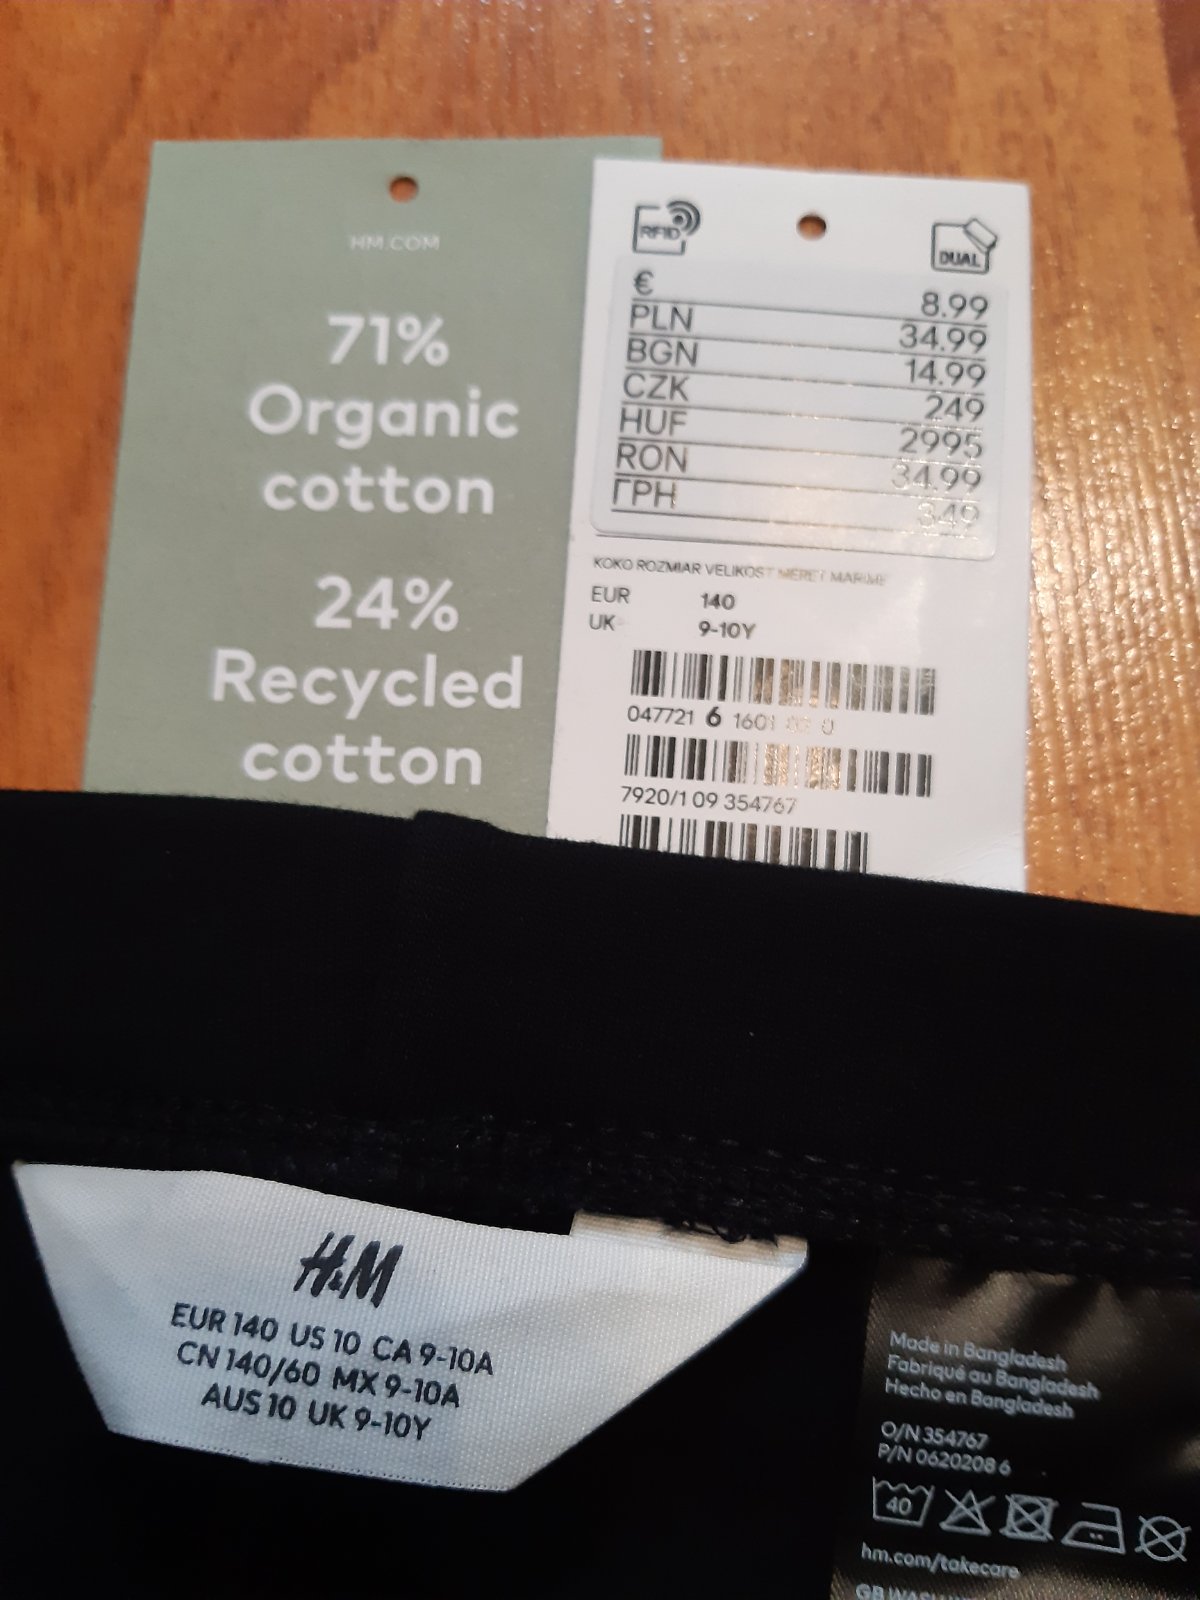 HM.COM
71%
Organic
cotton
24%
Recycled
cotton
RFID
DUAL
€ 8.99
PLN 34.99
BGN 14.99
CZK 249
HUF 2995
RON 34.99
ГРН 349
KOKO ROZMIAR VELIKOST MÉRET MARIME
EUR 140
UK 9-10Y
047721 6 1601
7920/1 09 354767
H&M
EUR 140 US 10 CA 9-10A
CN 140/60 MX 9-10A
AUS 10 UK 9-10Y
Made in Bangladesh
Fabriqué au Bangladesh
Hecho en Bangladesh
O/N 354767
P/N 0620208 6
40
hm.com/takecare
GB